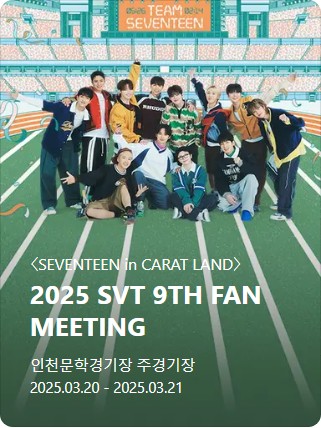 TEAM
SEVENTEEN
〈SEVENTEEN in CARAT LAND〉
2025 SVT 9TH FAN
MEETING
인천문학경기장 주경기장
2025.03.20 - 2025.03.21